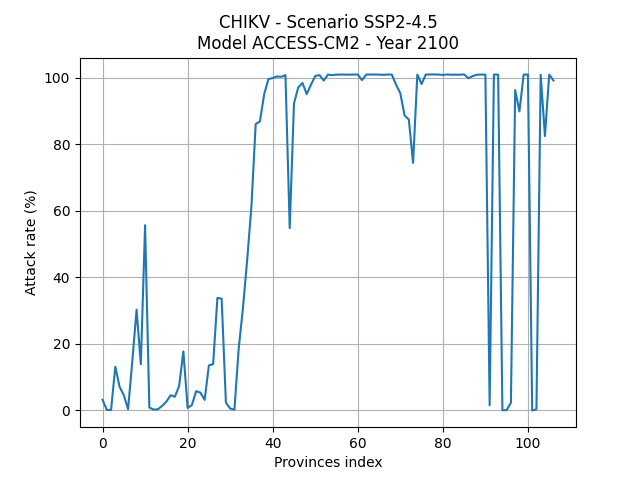 CHIKV - Scenario SSP2-4.5
Model ACCESS-CM2 - Year 2100
100
80
60
40
20
0
Attack rate (%)
0 20 40 60 80 100
Provinces index